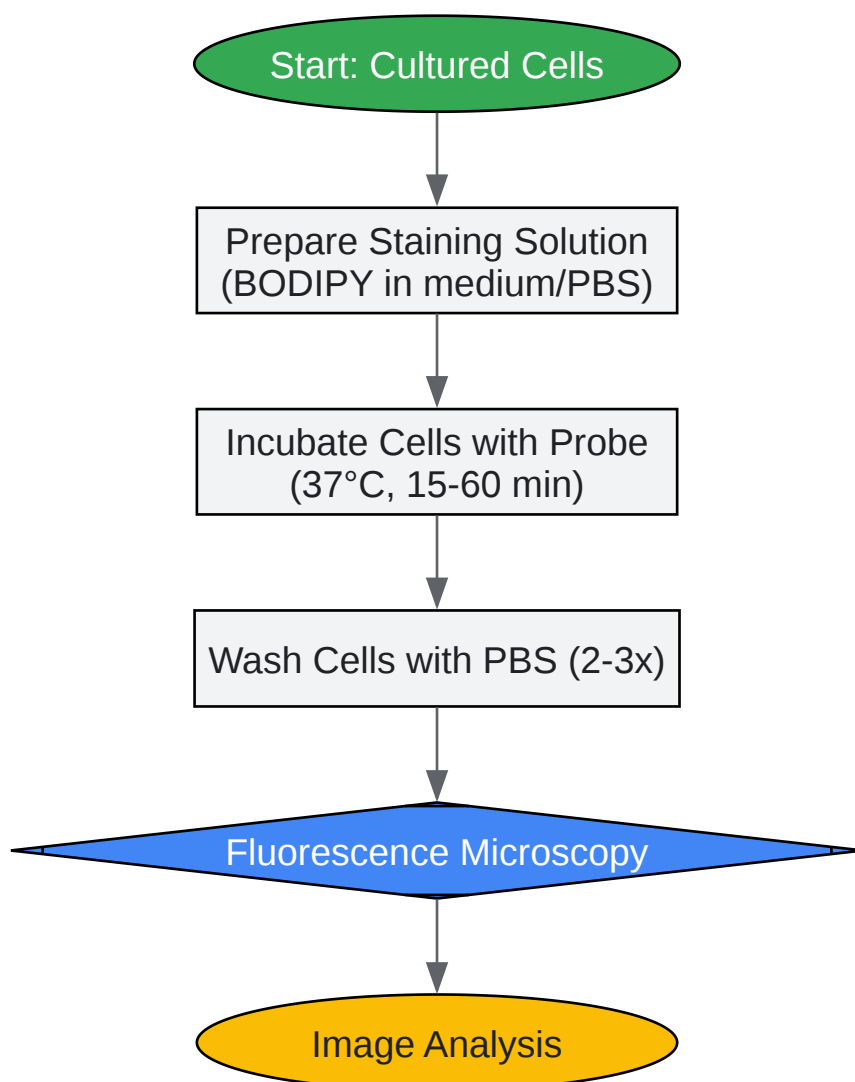 Start: Cultured Cells
Prepare Staining Solution
(BODIPY in medium/PBS)
Incubate Cells with Probe
(37°C, 15-60 min)
Wash Cells with PBS (2-3x)
Fluorescence Microscopy
Image Analysis